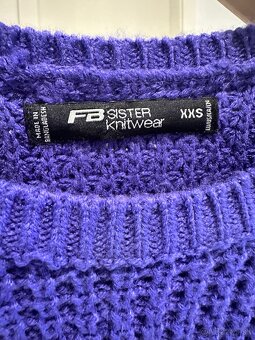 MADE IN
BANGLADESH
FB SISTER
knitwear
XXS